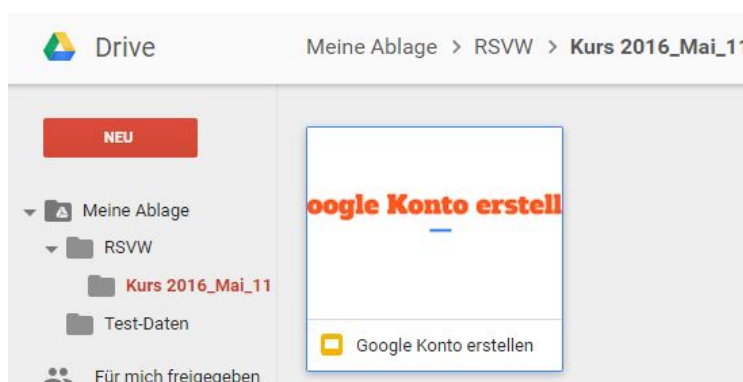 Drive
Meine Ablage > RSVW > Kurs 2016_Mai_11
NEU
Meine Ablage
RSVW
Kurs 2016_Mai_11
Test-Daten
Für mich freigegeben
oogle Konto erstell
Google Konto erstellen